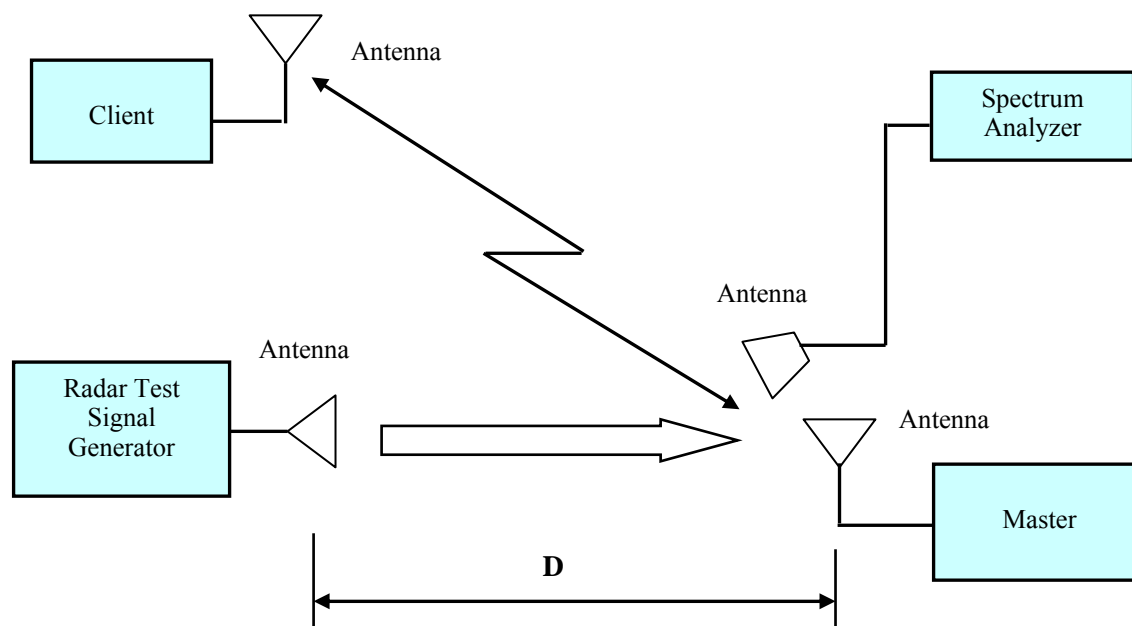 Antenna
Client
Spectrum
Analyzer
Antenna
Antenna
Radar Test
Signal
Generator
Antenna
Master
D